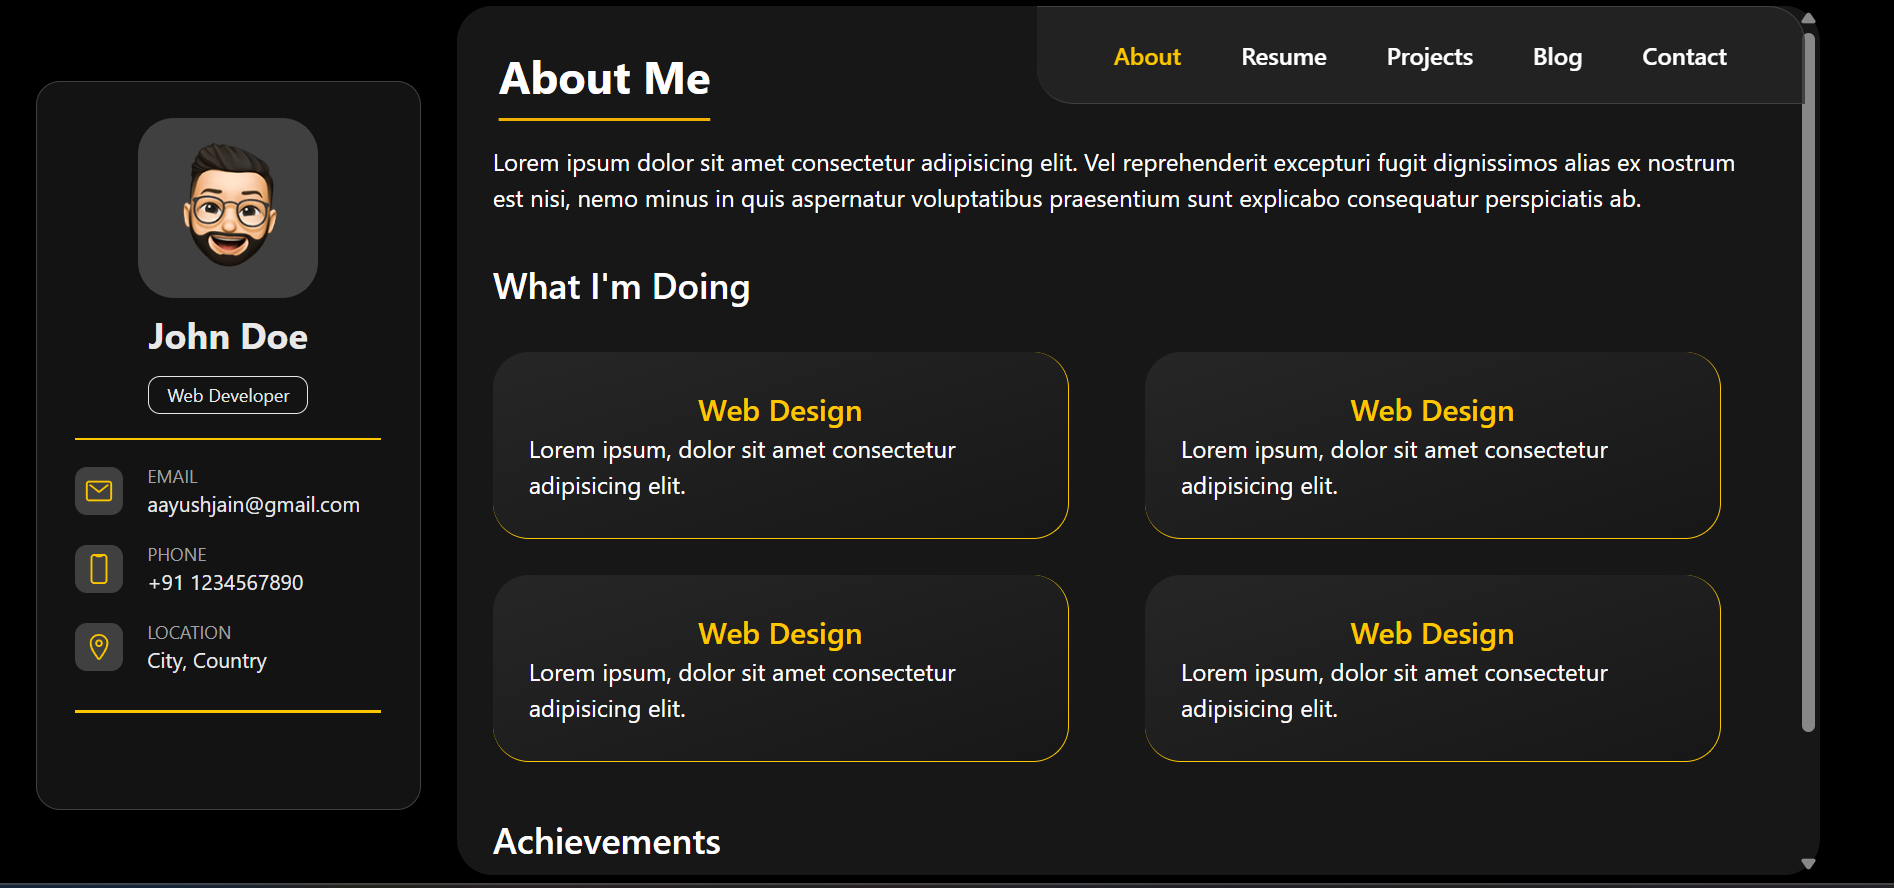 John Doe
Web Developer
EMAIL
aayushjain@gmail.com
PHONE
+91 1234567890
LOCATION
City, Country
About Resume Projects Blog Contact
About Me
Lorem ipsum dolor sit amet consectetur adipisicing elit. Vel reprehenderit excepturi fugit dignissimos alias ex nostrum
est nisi, nemo minus in quis aspernatur voluptatibus praesentium sunt explicabo consequatur perspiciatis ab.
What I'm Doing
Web Design
Lorem ipsum, dolor sit amet consectetur
adipisicing elit.
Web Design
Lorem ipsum, dolor sit amet consectetur
adipisicing elit.
Web Design
Lorem ipsum, dolor sit amet consectetur
adipisicing elit.
Web Design
Lorem ipsum, dolor sit amet consectetur
adipisicing elit.
Achievements